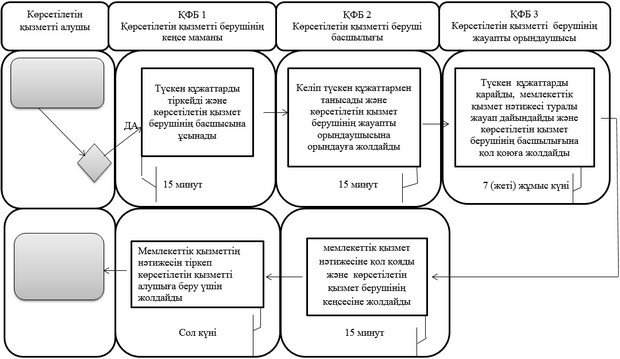 Көрсетілетін
қызметті алушы
ҚФБ 1
Көрсетілетін қызметті берушінің
кеңсе маманы
ҚФБ 2
Көрсетілетін қызметті беруші
басшылығы
ҚФБ 3
Көрсетілетін қызметті берушінің
жауапты орындаушысы
ДА
Түскен құжаттарды
тіркейді және
көрсетілетін қызмет
берушінің басшысына
ұсынады
15 минут
Келіп түскен құжаттармен
танысады және
көрсетілетін қызмет
берушінің жауапты
орындаушысына
орындауға жолдайды
15 минут
Түскен құжаттарды
қарайды, мемлекеттік
қызмет нәтижесі туралы
жауап дайындайды және
көрсетілетін қызмет
берушінің басшылығына
қол қоюға жолдайды
7 (жеті) жұмыс күні
Мемлекеттік қызметтің
нәтижесін тіркеп
көрсетілетін қызметті
алушыға беру үшін
жолдайды
Сол күні
мемлекеттік қызмет
нәтижесіне қол қояды
және көрсетілетін
қызмет берушінің
кеңсесіне жолдайды
15 минут